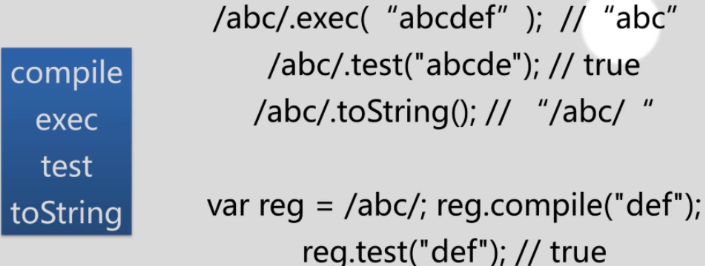 compile
exec
test
toString
/abc/.exec( “abcdef” ); // “abc”
/abc/.test("abcde"); // true
/abc/.toString(); // “/abc/ “
var reg = /abc/; reg.compile("def");
reg.test("def"); // true